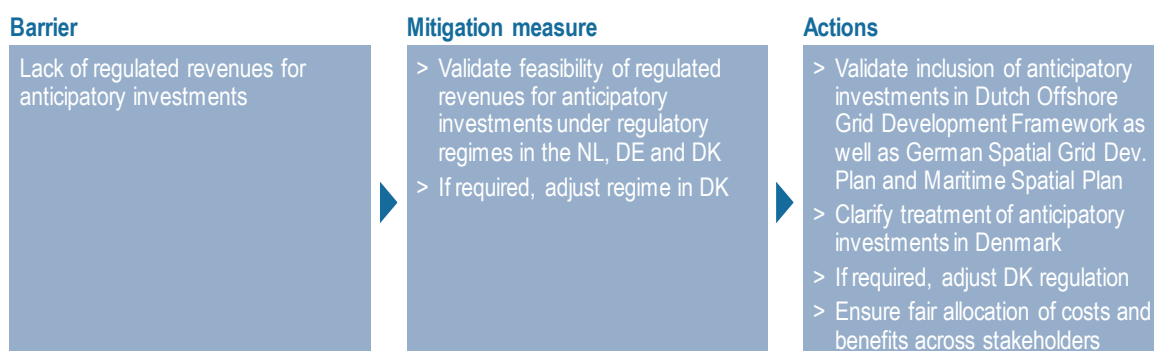 Barrier
Lack of regulated revenues for
anticipatory investments
Mitigation measure
> Validate feasibility of regulated
revenues for anticipatory
investments under regulatory
regimes in the NL, DE and DK
> If required, adjust regime in DK
Actions
> Validate inclusion of anticipatory
investments in Dutch Offshore
Grid Development Framework as
well as German Spatial Grid Dev.
Plan and Maritime Spatial Plan
> Clarify treatment of anticipatory
investments in Denmark
> If required, adjust DK regulation
> Ensure fair allocation of costs and
benefits across stakeholders